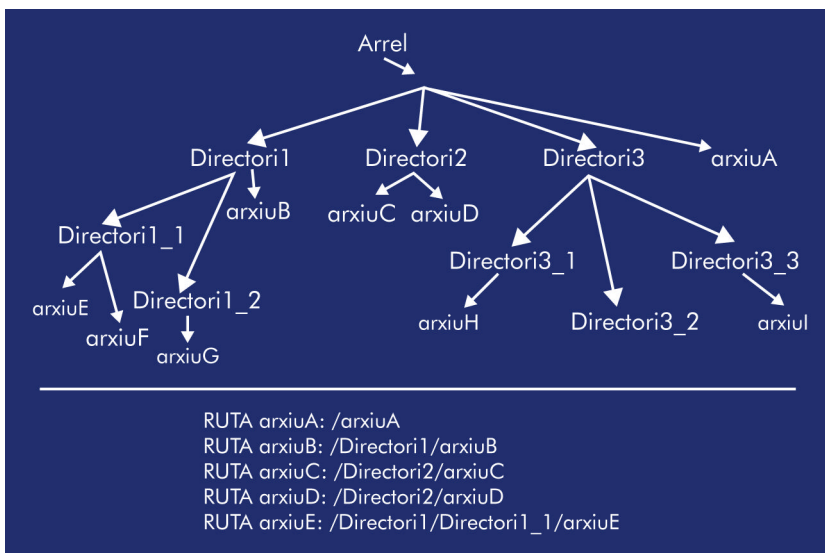 Arrel
Directori1 Directori2 Directori3 arxiuA
arxiuB arxiuC arxiuD
Directori1_1
Directori3_1 Directori3_3
arxiuE Directori1_2
arxiuF arxiuH Directori3_2 arxiuI
arxiuG
RUTA arxiuA: /arxiuA
RUTA arxiuB: /Directori1/arxiuB
RUTA arxiuC: /Directori2/arxiuC
RUTA arxiuD: /Directori2/arxiuD
RUTA arxiuE: /Directori1/Directori1_1/arxiuE